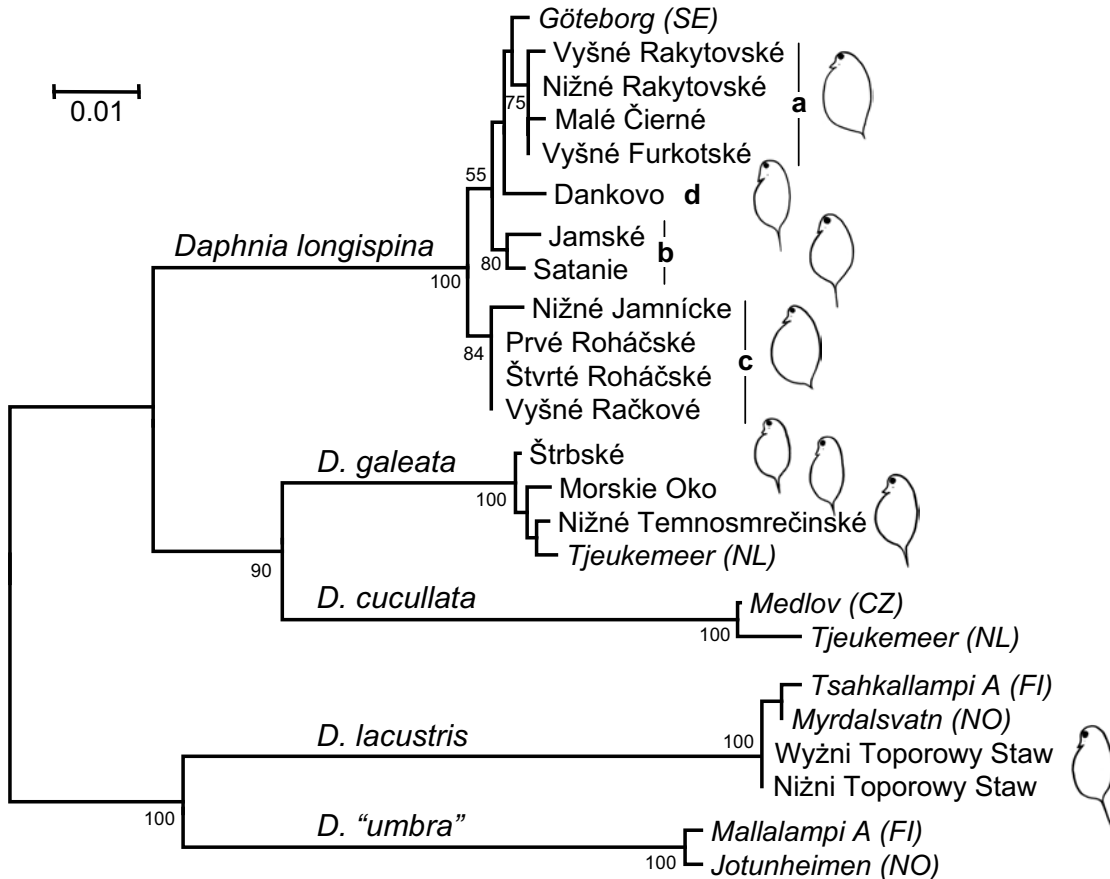 Göteborg (SE)
Vyšné Rakytovské
Nižné Rakytovské
0.01
75
a
Malé Čierné
Vyšné Furkotské
55
Dankovo d
Daphnia longispina
Jamské
b
80
Satanie
100
Nižné Jamnícke
Prvé Roháčské
84
c
Štvrté Roháčské
Vyšné Račkové
D. galeata
Štrbské
100
Morskie Oko
Nižné Temnosmrečinské
Tjeukemeer (NL)
90
D. cucullata
Medlov (CZ)
100
Tjeukemeer (NL)
Tsahkallampi A (FI)
Myrdalsvatn (NO)
D. lacustris
100
Wyżni Toporowy Staw
Niżni Toporowy Staw
100
D. “umbra”
Mallalampi A (FI)
100
Jotunheimen (NO)